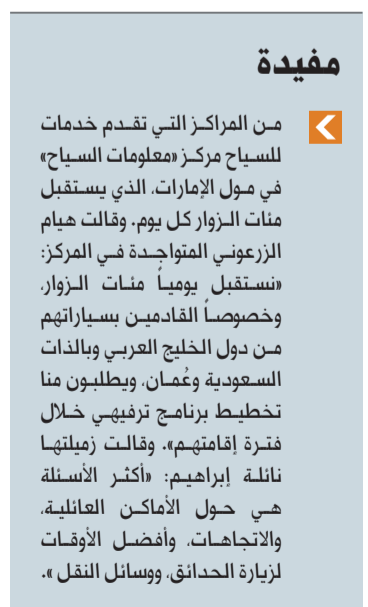 مفيدة
من المراكز التي تقدم خدمات
للسياح مركز «معلومات السياح»
في مول الإمارات، الذي يستقبل
مئات الزوار كل يوم. وقالت هيام
الزرعوني المتواجدة في المركز:
«نستقبل يومياً مئات الزوار،
وخصوصاً القادمين بسياراتهم
من دول الخليج العربي وبالذات
السعودية وعُمان، ويطلبون منا
تخطيط برنامج ترفيهي خلال
فترة إقامتهم». وقالت زميلتها
نائلة إبراهيم: «أكثر الأسئلة
هي حول الأماكن العائلية،
والاتجاهات، وأفضل الأوقات
لزيارة الحدائق، ووسائل النقل ».